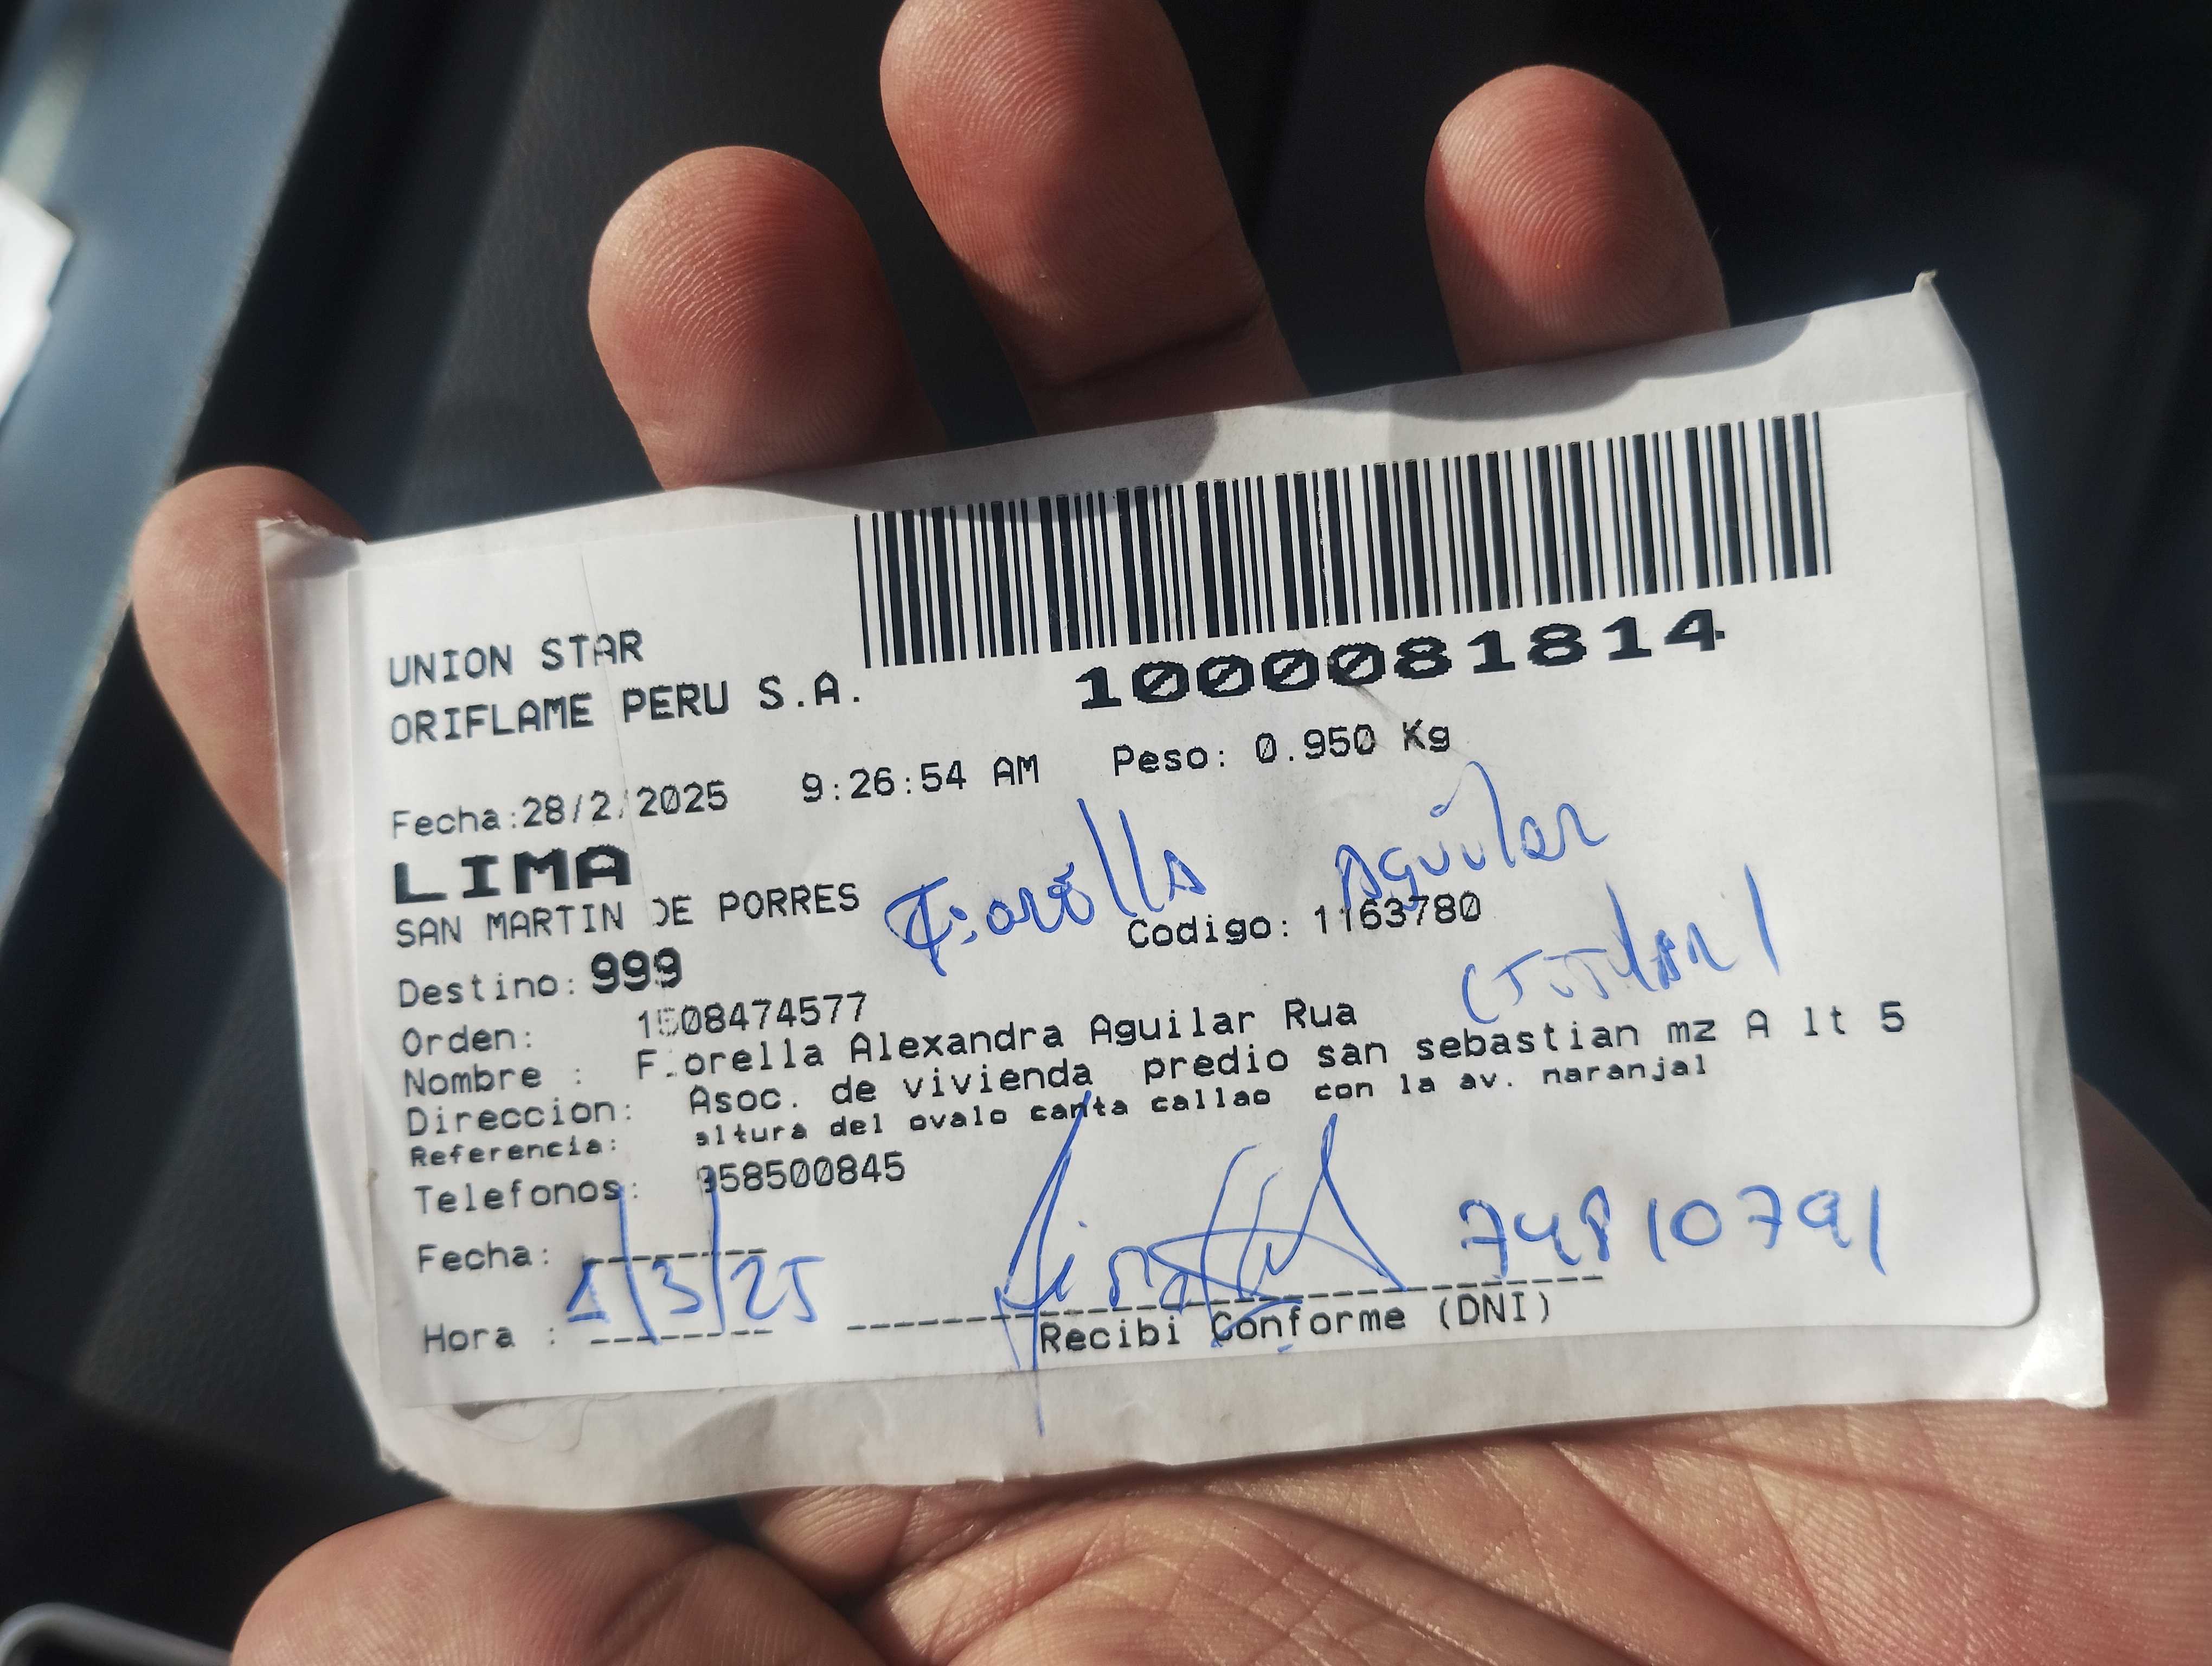 1000081814
UNION STAR
ORIFLAME PERU S.A.
Fecha:28/2/2025 9:26:54 AM Peso: 0.950 Kg
LIMA
Fiorella Aguilar
SAN MARTIN DE PORRES
Codigo: 1163780
(Titular)
Destino: 999
Orden: 1508474577
Nombre : Fiorella Alexandra Aguilar Rua
Direccion: Asoc. de vivienda predio san sebastian mz A lt 5
Referencia: altura del ovalo canta callao con la av. naranjal
Telefonos: 958500845
Fecha: 1/3/25
74810791
Hora :
Recibi Conforme (DNI)